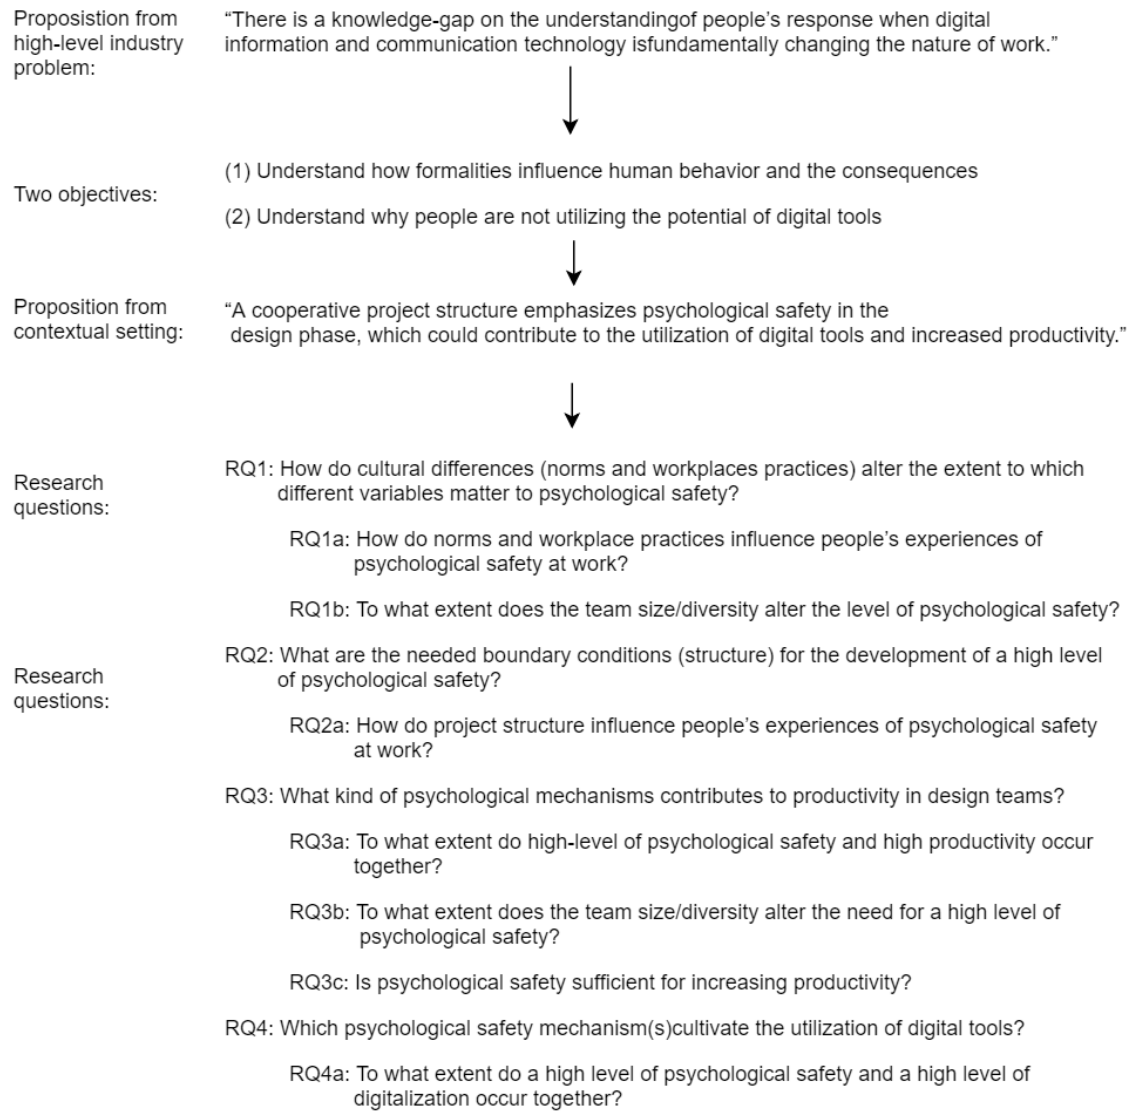 Proposistion from
high-level industry
problem:
“There is a knowledge-gap on the understandingof people’s response when digital
information and communication technology isfundamentally changing the nature of work.”
Two objectives:
(1) Understand how formalities influence human behavior and the consequences
(2) Understand why people are not utilizing the potential of digital tools
Proposition from
contextual setting:
“A cooperative project structure emphasizes psychological safety in the
design phase, which could contribute to the utilization of digital tools and increased productivity.”
Research
questions:
RQ1: How do cultural differences (norms and workplaces practices) alter the extent to which
different variables matter to psychological safety?
RQ1a: How do norms and workplace practices influence people’s experiences of
psychological safety at work?
RQ1b: To what extent does the team size/diversity alter the level of psychological safety?
Research
questions:
RQ2: What are the needed boundary conditions (structure) for the development of a high level
of psychological safety?
RQ2a: How do project structure influence people’s experiences of psychological safety
at work?
RQ3: What kind of psychological mechanisms contributes to productivity in design teams?
RQ3a: To what extent do high-level of psychological safety and high productivity occur
together?
RQ3b: To what extent does the team size/diversity alter the need for a high level of
psychological safety?
RQ3c: Is psychological safety sufficient for increasing productivity?
RQ4: Which psychological safety mechanism(s)cultivate the utilization of digital tools?
RQ4a: To what extent do a high level of psychological safety and a high level of
digitalization occur together?